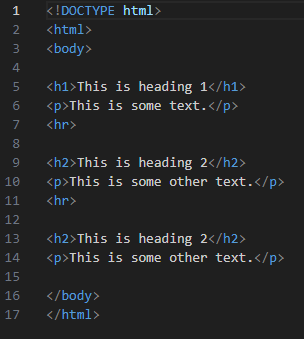 1 <!DOCTYPE html>
2 <html>
3 <body>
4
5 <h1>This is heading 1</h1>
6 <p>This is some text.</p>
7 <hr>
8
9 <h2>This is heading 2</h2>
10 <p>This is some other text.</p>
11 <hr>
12
13 <h2>This is heading 2</h2>
14 <p>This is some other text.</p>
15
16 </body>
17 </html>